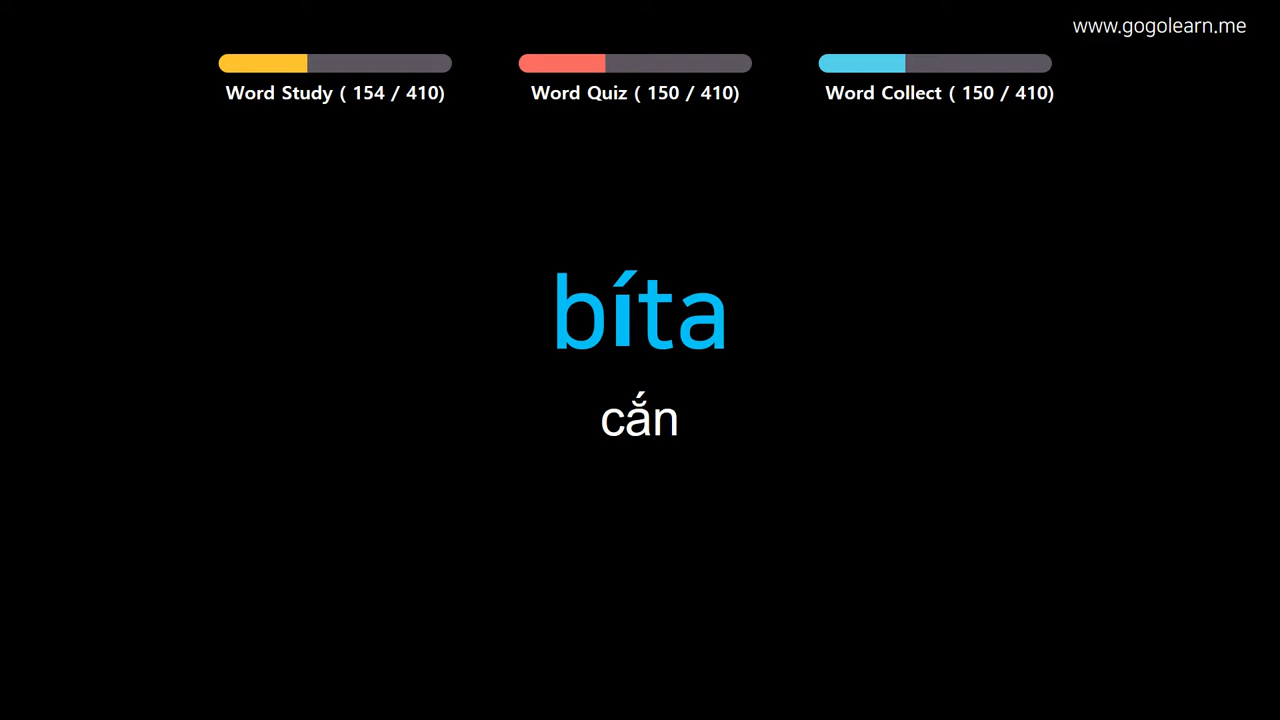 www.gogolearn.me
Word Study ( 154 / 410)
Word Quiz ( 150 / 410)
Word Collect ( 150 / 410)
bíta
cắn